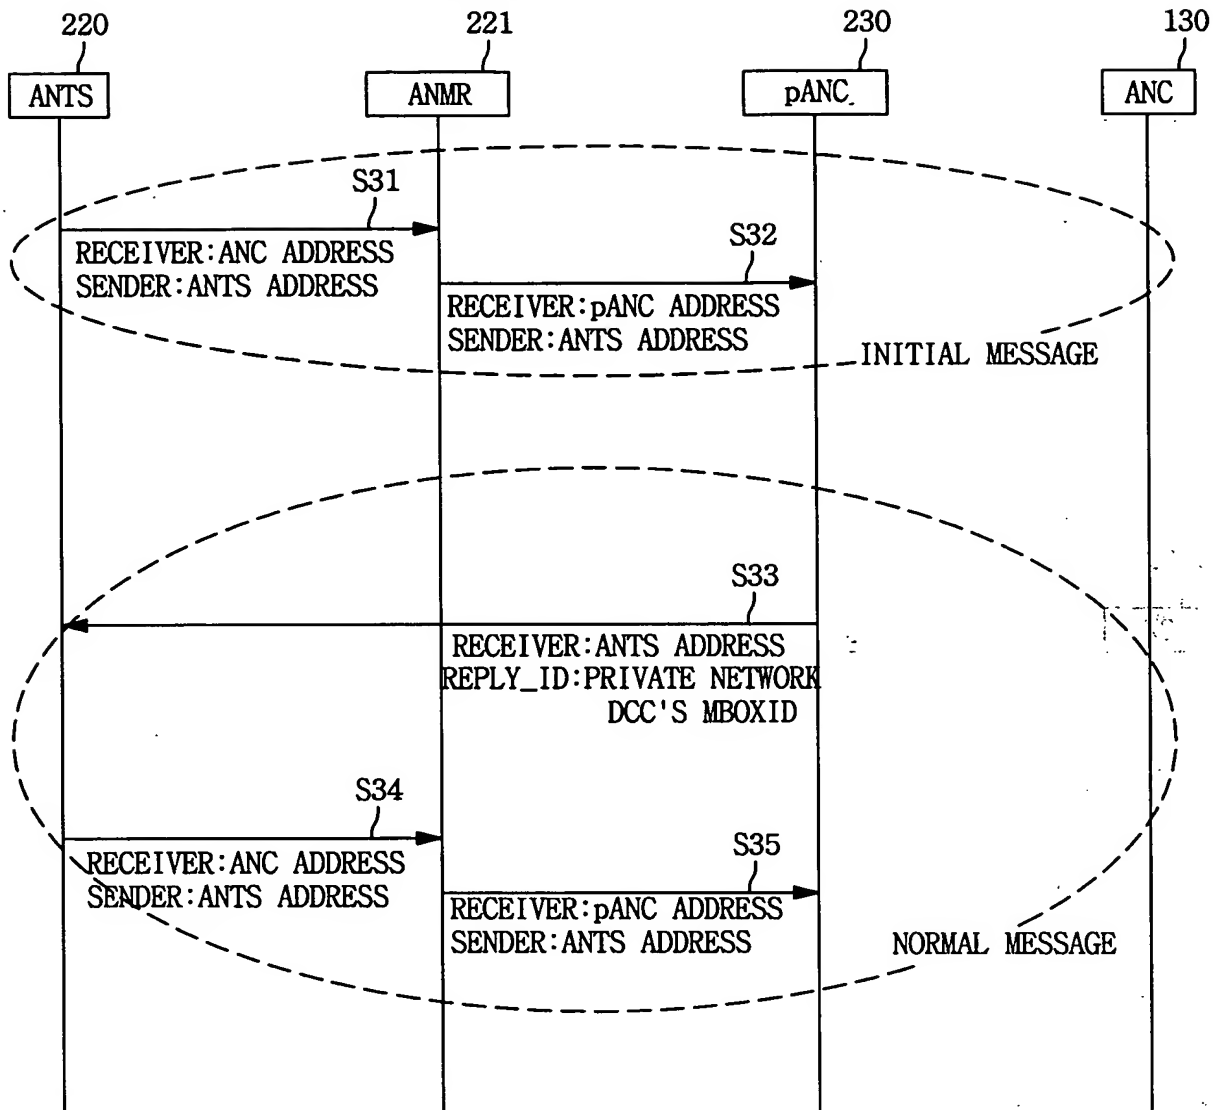 220
221
230
130
ANTS
ANMR
pANC
ANC
S31
RECEIVER:ANC ADDRESS
SENDER:ANTS ADDRESS
S32
RECEIVER:pANC ADDRESS
SENDER:ANTS ADDRESS
INITIAL MESSAGE
S33
RECEIVER:ANTS ADDRESS
REPLY_ID:PRIVATE NETWORK
DCC'S MBOXID
S34
RECEIVER:ANC ADDRESS
SENDER:ANTS ADDRESS
S35
RECEIVER:pANC ADDRESS
SENDER:ANTS ADDRESS
NORMAL MESSAGE